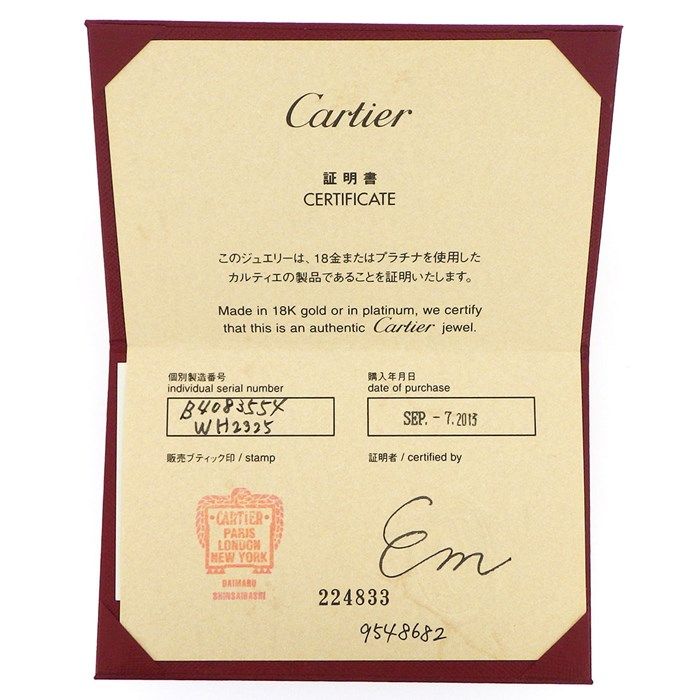 Cartier
証明書
CERTIFICATE
このジュエリーは、18金またはプラチナを使用した
カルティエの製品であることを証明いたします。
Made in 18K gold or in platinum, we certify
that this is an authentic Cartier jewel.
個別製造番号
individual serial number
B4083554
WH2325
購入年月日
date of purchase
SEP. - 7. 2013
販売ブティック印 / stamp
CARTIER
PARIS
LONDON
NEW YORK
DAIMARU
SHINSAIBASHI
証明者 / certified by
Em
224833
9548682